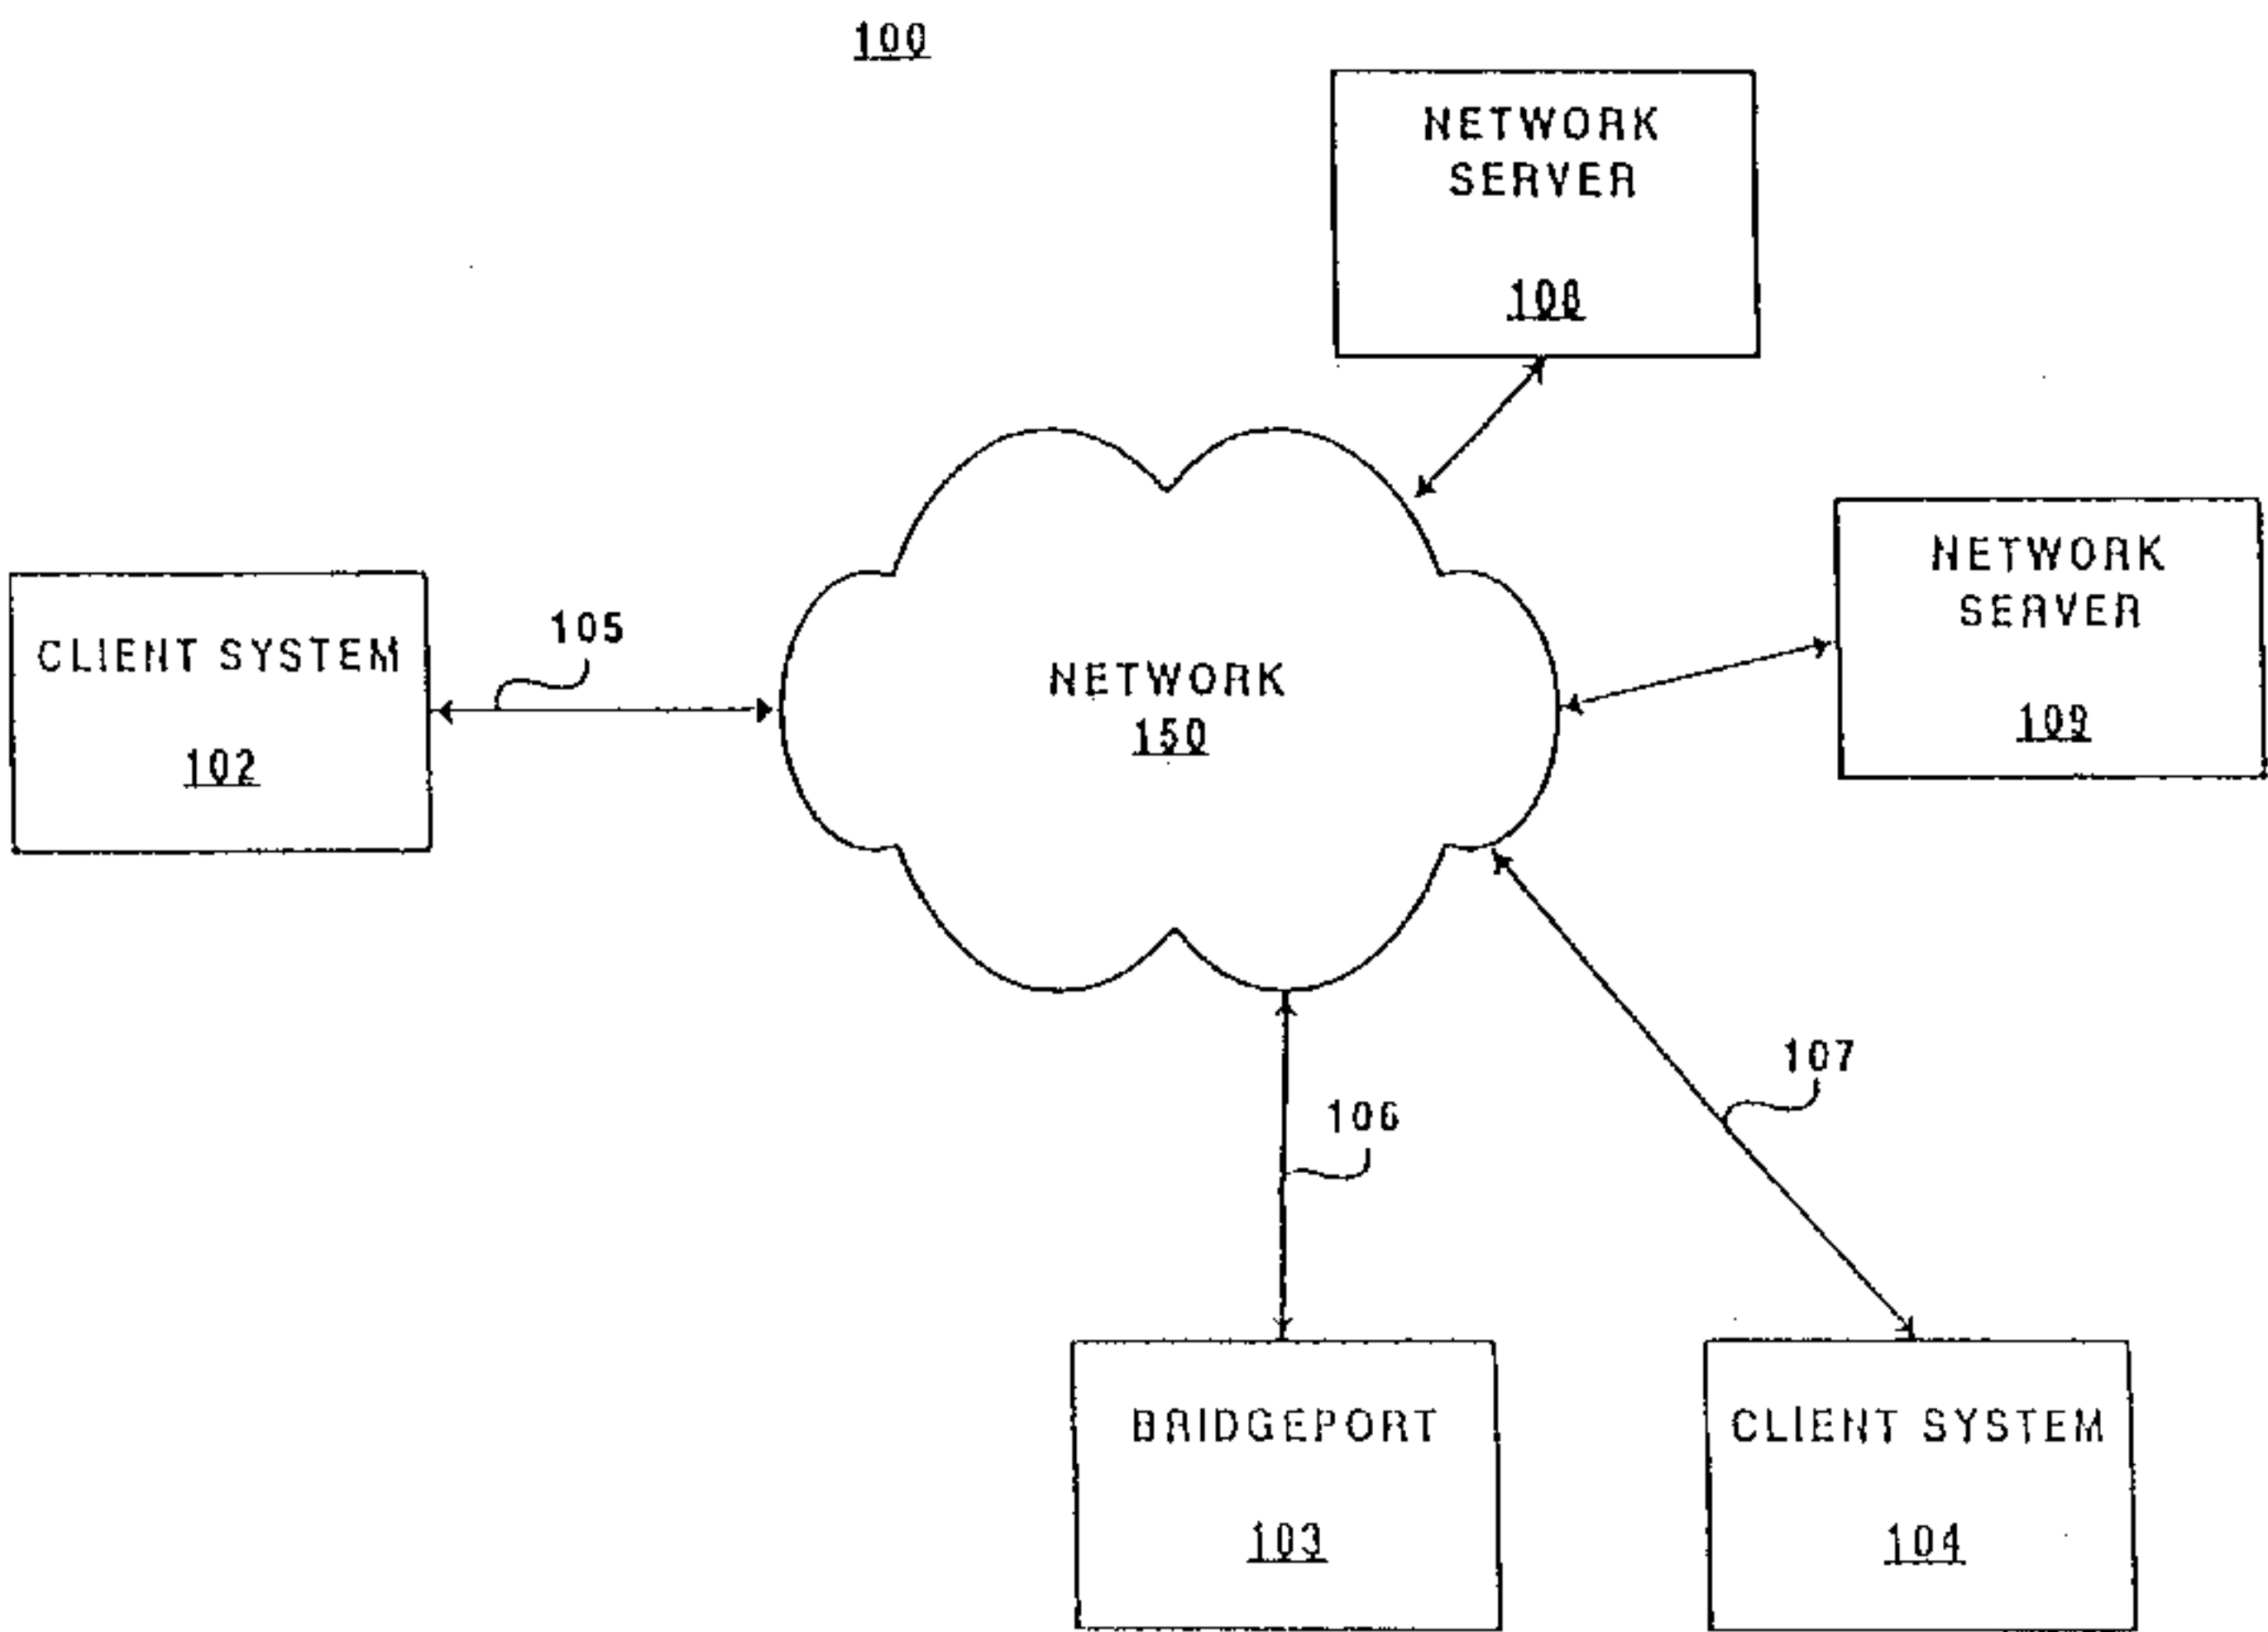 100
NETWORK
SERVER
108
NETWORK
SERVER
109
CLIENT SYSTEM
102
105
NETWORK
150
107
106
BRIDGEPORT
103
CLIENT SYSTEM
104